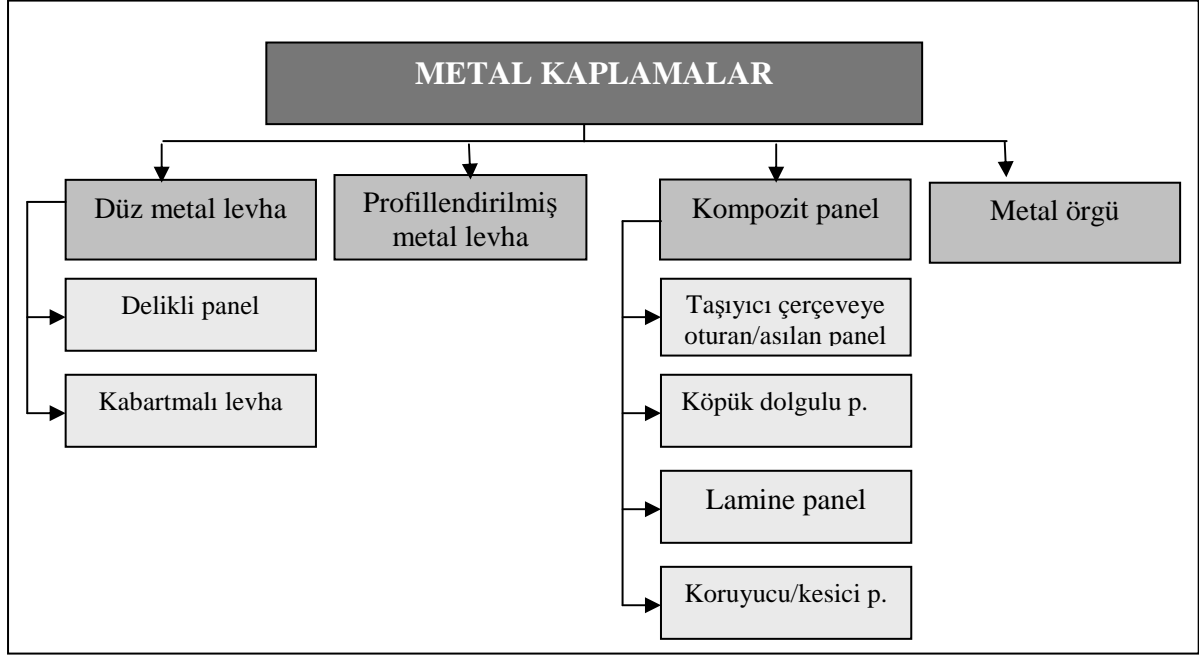 METAL KAPLAMALAR
Düz metal levha
Profillendirilmiş
metal levha
Kompozit panel
Metal örgü
Delikli panel
Kabartmalı levha
Taşıyıcı çerçeveye
oturan/asılan panel
Köpük dolgulu p.
Lamine panel
Koruyucu/kesici p.